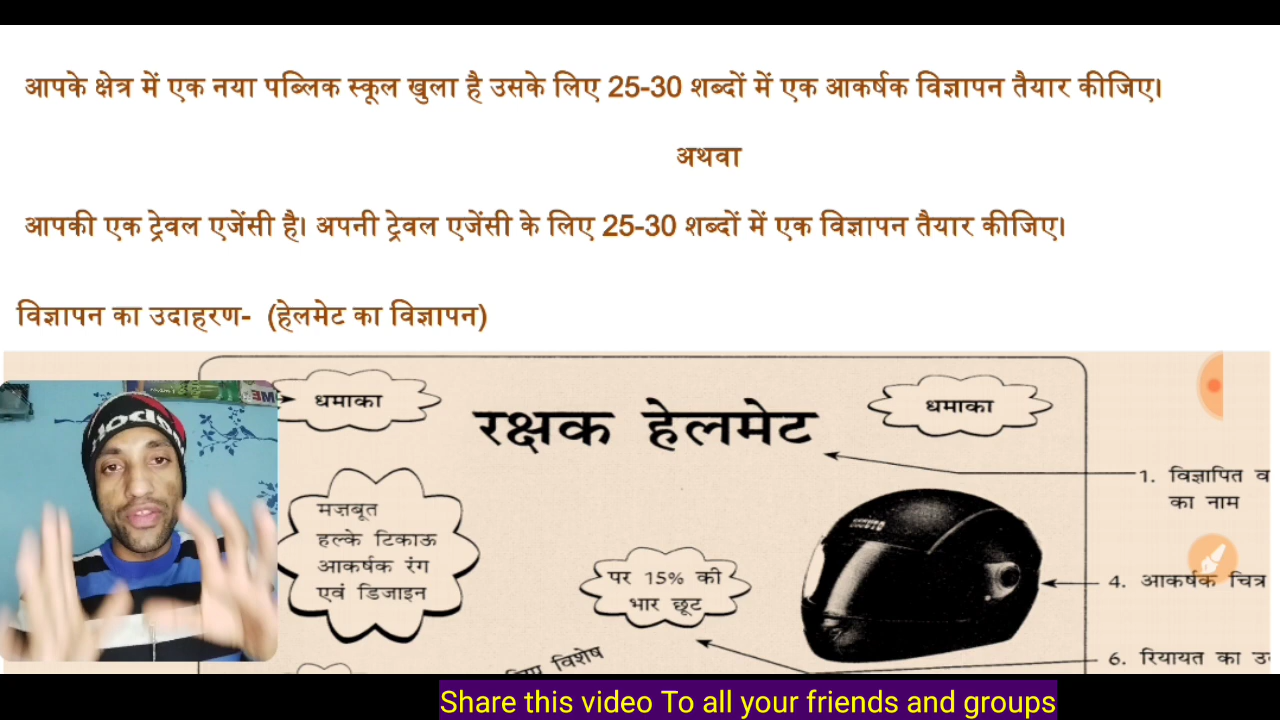 आपके क्षेत्र में एक नया पब्लिक स्कूल खुला है उसके लिए 25-30 शब्दों में एक आकर्षक विज्ञापन तैयार कीजिए।
अथवा
आपकी एक ट्रेवल एजेंसी है। अपनी ट्रेवल एजेंसी के लिए 25-30 शब्दों में एक विज्ञापन तैयार कीजिए।
विज्ञापन का उदाहरण- (हेलमेट का विज्ञापन)
धमाका
रक्षक हेलमेट
धमाका
1. विज्ञापित व
का नाम
मज़बूत
हल्के टिकाऊ
आकर्षक रंग
एवं डिजाइन
पर 15% की
भार छूट
4. आकर्षक चित्र
विशेष
6. रियायत का उ
Share this video To all your friends and groups